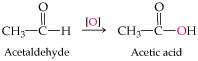 O O
CH₃—C—H [O] ⟶ CH₃—C—OH
Acetaldehyde Acetic acid